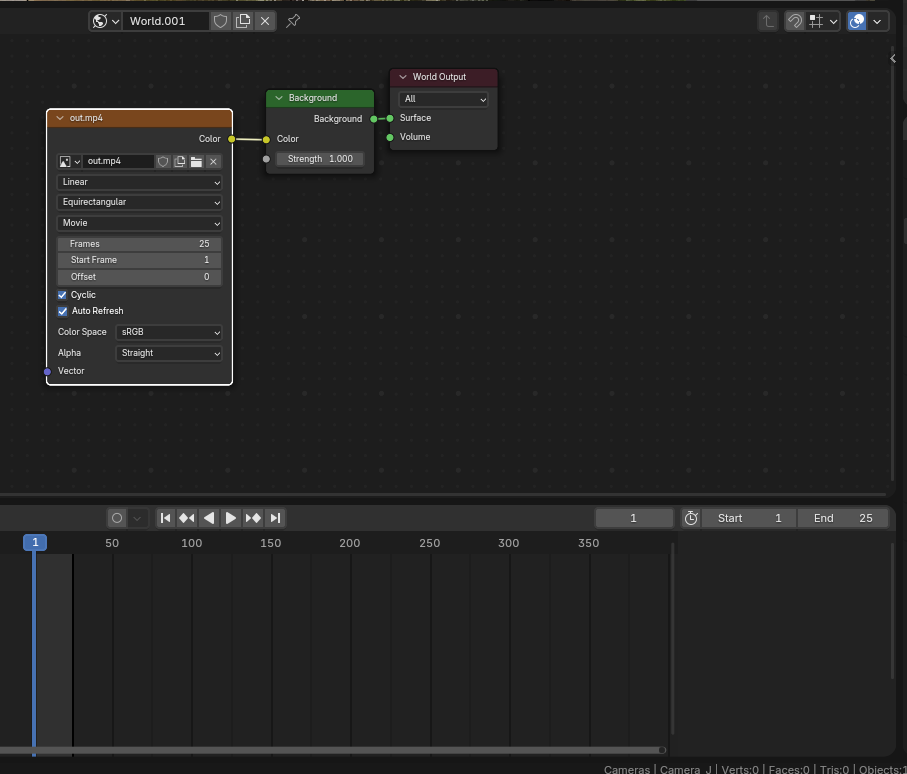 World.001
World Output
All
Surface
Volume
Background
Background
Color
Strength 1.000
out.mp4
Color
out.mp4
Linear
Equirectangular
Movie
Frames 25
Start Frame 1
Offset 0
Cyclic
Auto Refresh
Color Space sRGB
Alpha Straight
Vector
1 Start 1 End 25
1 50 100 150 200 250 300 350
Cameras | Camera_J | Verts:0 | Faces:0 | Tris:0 | Objects:1